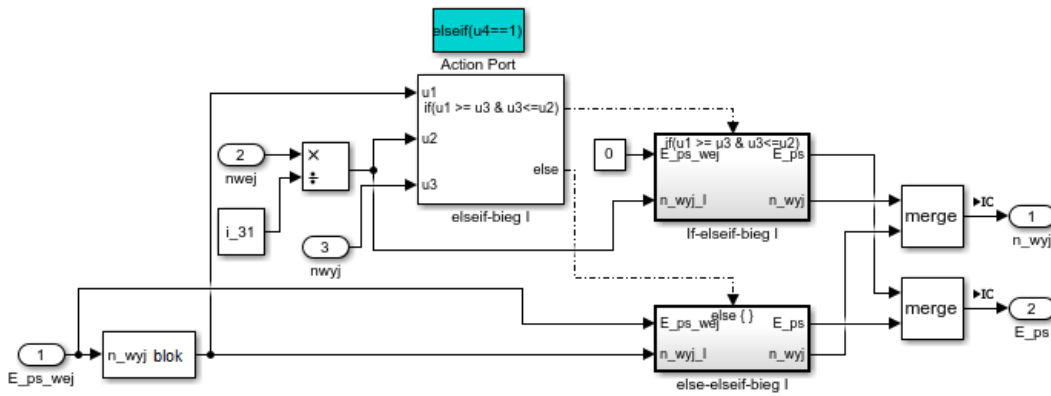 elseif(u4==1)
Action Port
u1
if(u1 >= u3 & u3<=u2)
u2
else
u3
elseif-bieg I
2
nwej
×
÷
i_31
3
nwyj
0
if(u1 >= u3 & u3<=u2)
E_ps_wej
E_ps
n_wyj_I
n_wyj
If-elseif-bieg I
merge
IC
1
n_wyj
else { }
E_ps_wej
E_ps
n_wyj_I
n_wyj
else-elseif-bieg I
merge
IC
2
E_ps
1
E_ps_wej
n_wyj blok